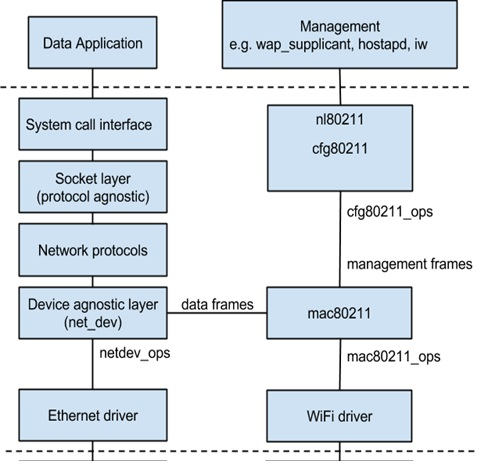 Data Application
Management
e.g. wap_supplicant, hostapd, iw
System call interface
nl80211
cfg80211
Socket layer
(protocol agnostic)
cfg80211_ops
Network protocols
management frames
Device agnostic layer
(net_dev)
data frames
mac80211
netdev_ops
mac80211_ops
Ethernet driver
WiFi driver